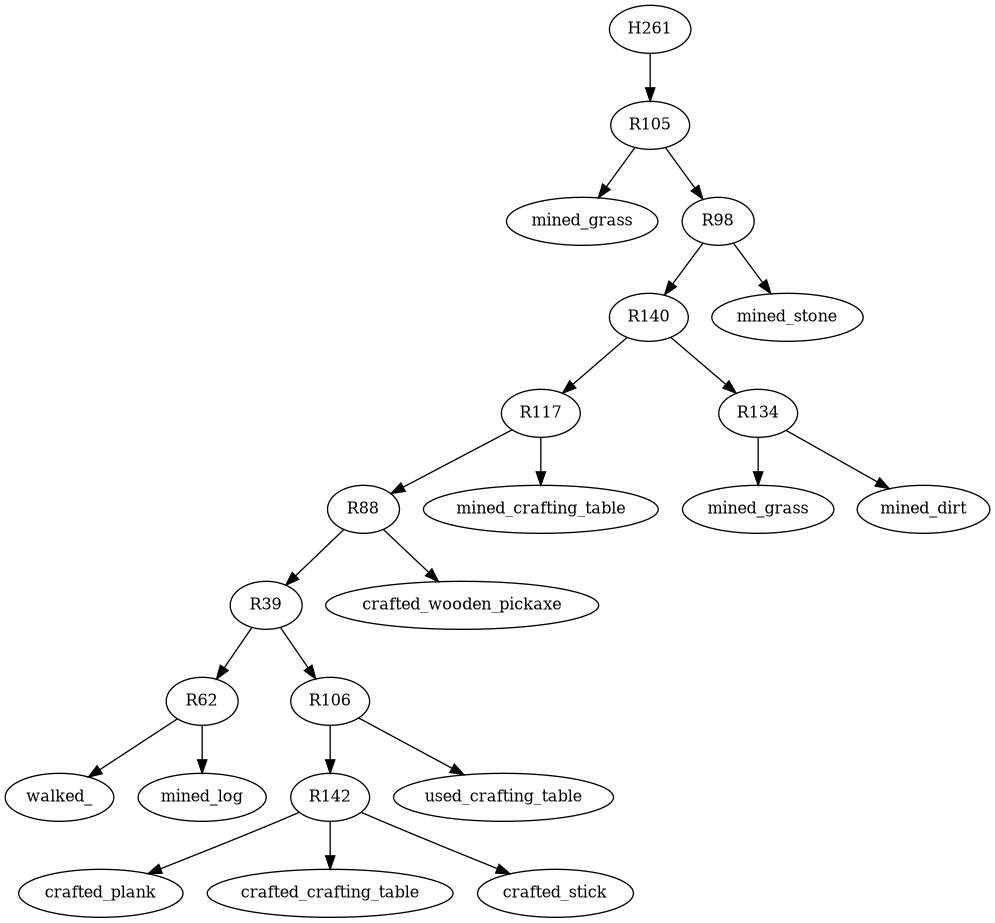 H261
R105
mined_grass
R98
R140
mined_stone
R117
R134
R88
mined_crafting_table
mined_grass
mined_dirt
R39
crafted_wooden_pickaxe
R62
R106
walked_
mined_log
R142
used_crafting_table
crafted_plank
crafted_crafting_table
crafted_stick